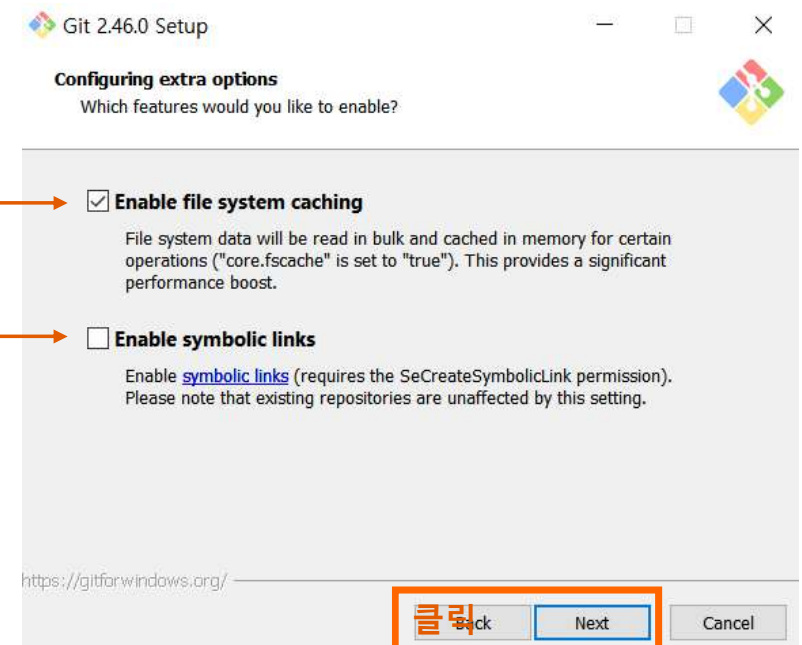 Git 2.46.0 Setup
Configuring extra options
Which features would you like to enable?
Enable file system caching
File system data will be read in bulk and cached in memory for certain
operations ("core.fscache" is set to "true"). This provides a significant
performance boost.
Enable symbolic links
Enable symbolic links (requires the SeCreateSymbolicLink permission).
Please note that existing repositories are unaffected by this setting.
https://gitforwindows.org/
클릭 Back Next Cancel